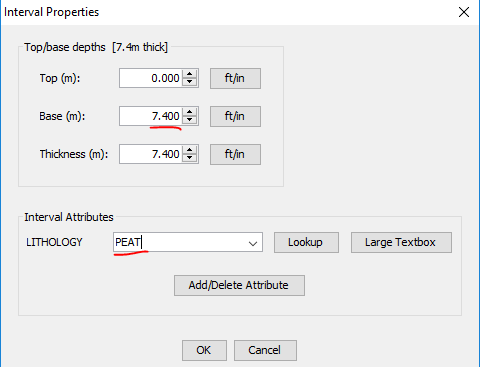 Interval Properties
Top/base depths [7.4m thick]
Top (m): 0.000 ft/in
Base (m): 7.400 ft/in
Thickness (m): 7.400 ft/in
Interval Attributes
LITHOLOGY PEAT Lookup Large Textbox
Add/Delete Attribute
OK Cancel